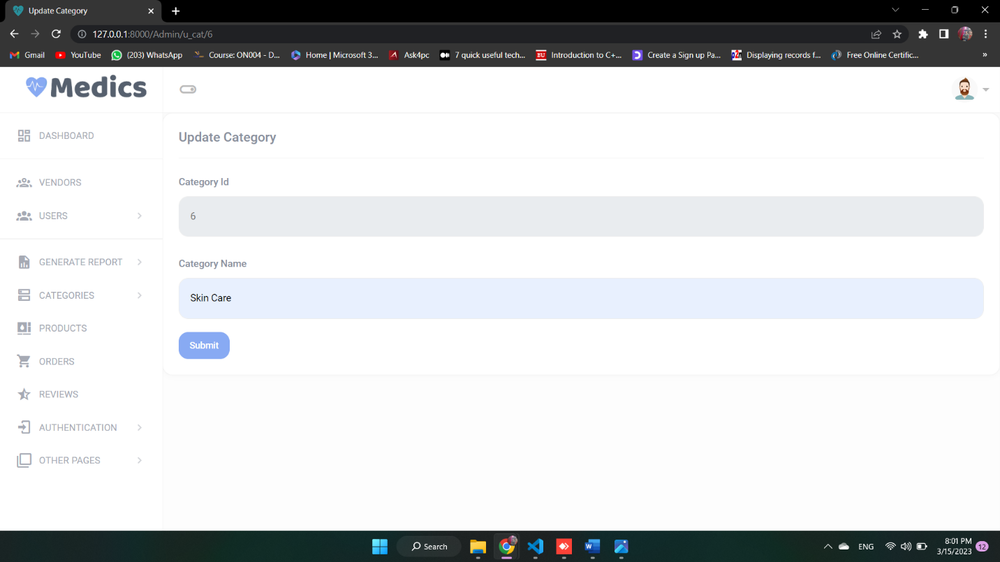 Update Category
127.0.0.1:8000/Admin/u_cat/6
Gmail
YouTube
(203) WhatsApp
Course: ON004 - D...
Home | Microsoft 3...
Ask4pc
7 quick useful tech...
BU
Introduction to C+...
Create a Sign up Pa...
Displaying records f...
Free Online Certific...
»
Medics
DASHBOARD
VENDORS
USERS
GENERATE REPORT
CATEGORIES
PRODUCTS
ORDERS
REVIEWS
AUTHENTICATION
OTHER PAGES
Update Category
Category Id
6
Category Name
Skin Care
Submit
Search
W
ENG
8:01 PM
3/15/2023
12